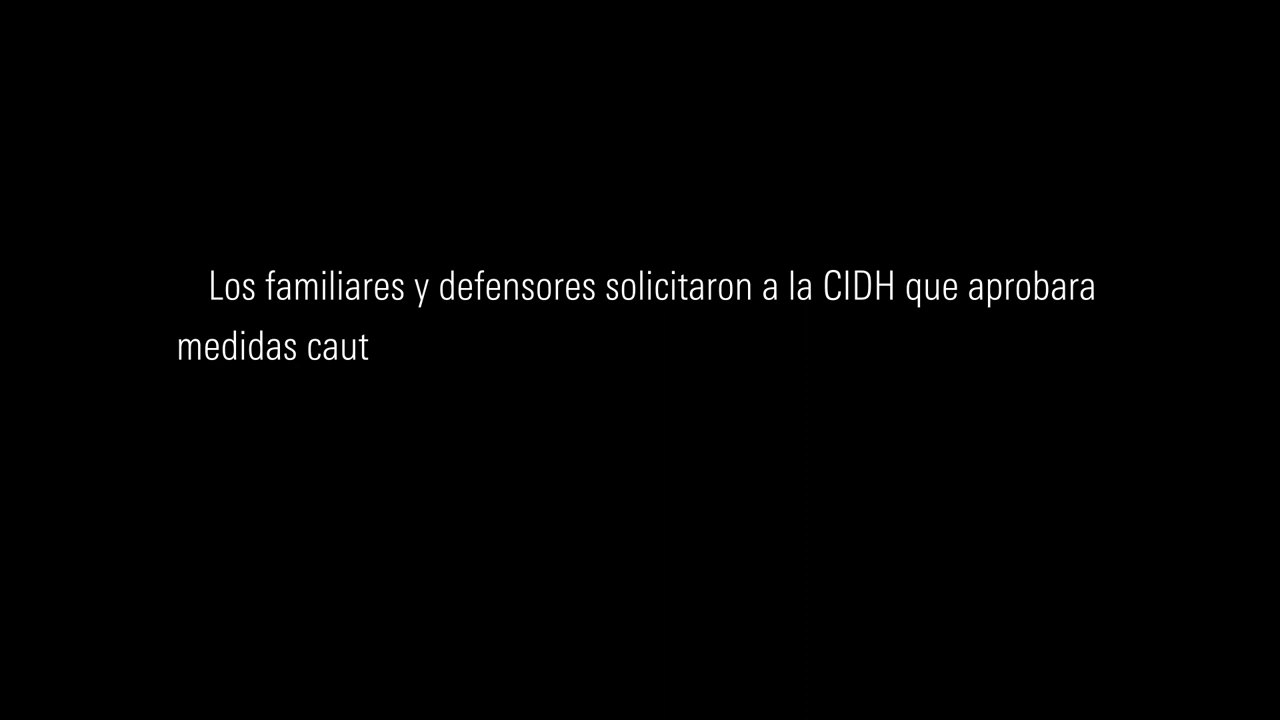 Los familiares y defensores solicitaron a la CIDH que aprobara
medidas caut